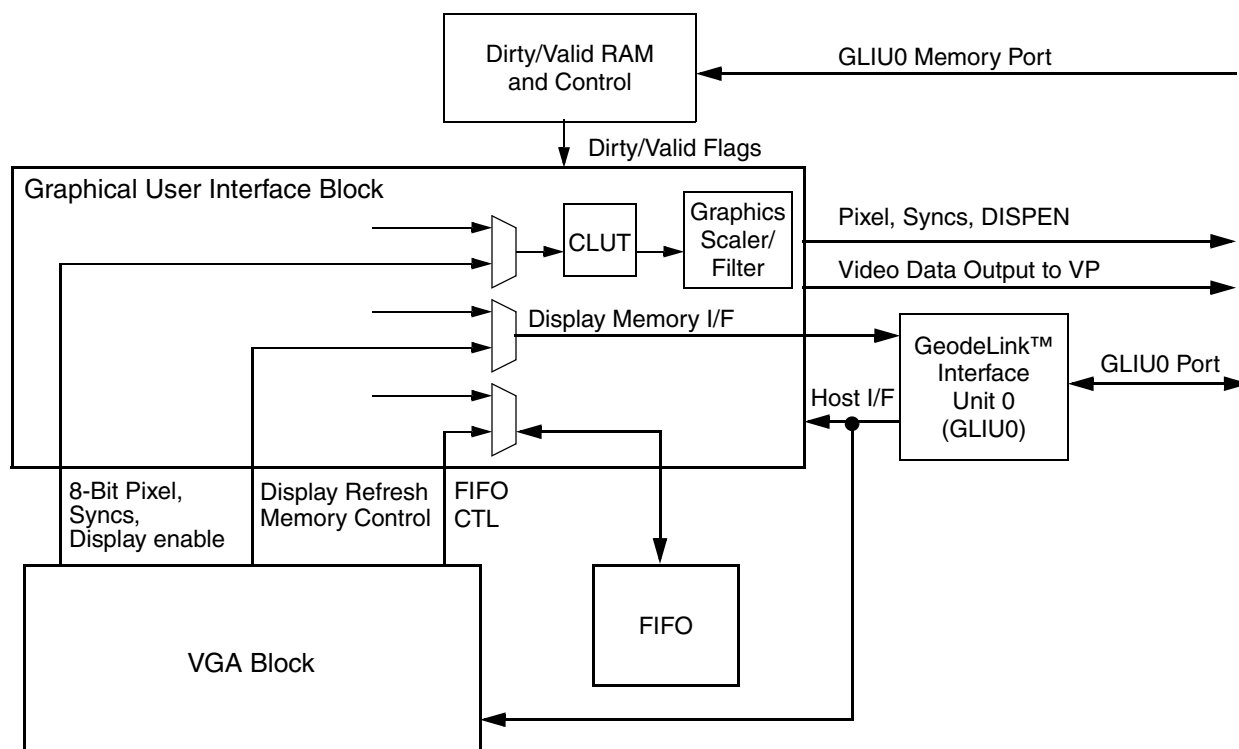 Dirty/Valid RAM
and Control
GLIU0 Memory Port
Dirty/Valid Flags
Graphical User Interface Block
CLUT
Graphics
Scaler/
Filter
Pixel, Syncs, DISPEN
Video Data Output to VP
Display Memory I/F
GeodeLink™
Interface
Unit 0
(GLIU0)
GLIU0 Port
Host I/F
8-Bit Pixel,
Syncs,
Display enable
Display Refresh
Memory Control
FIFO
CTL
FIFO
VGA Block